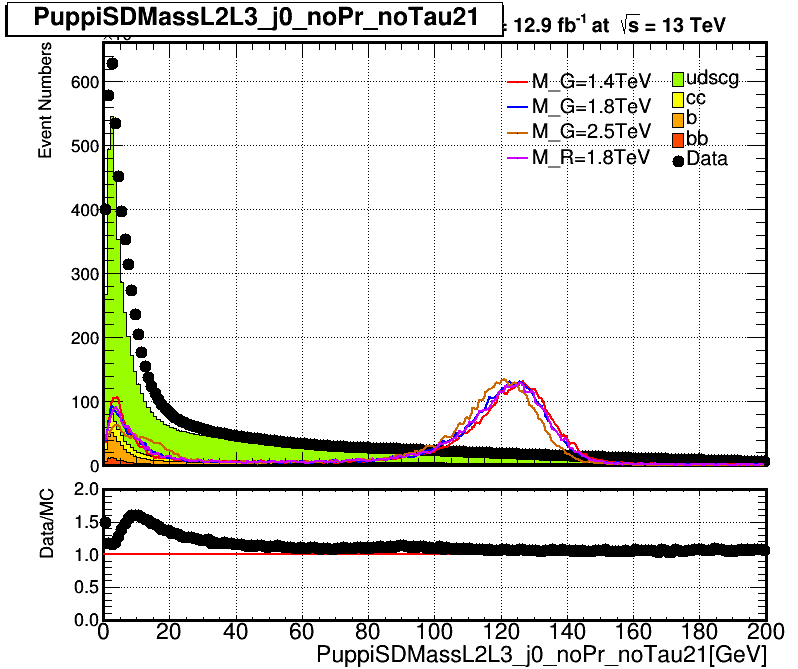 PuppiSDMassL2L3_j0_noPr_noTau21
= 12.9 fb-1 at √s = 13 TeV
Event Numbers
600
500
400
300
200
100
0
M_G=1.4TeV
M_G=1.8TeV
M_G=2.5TeV
M_R=1.8TeV
udscg
cc
b
bb
Data
Data/MC
2.0
1.5
1.0
0.5
0.0
0 20 40 60 80 100 120 140 160 180 200
PuppiSDMassL2L3_j0_noPr_noTau21[GeV]